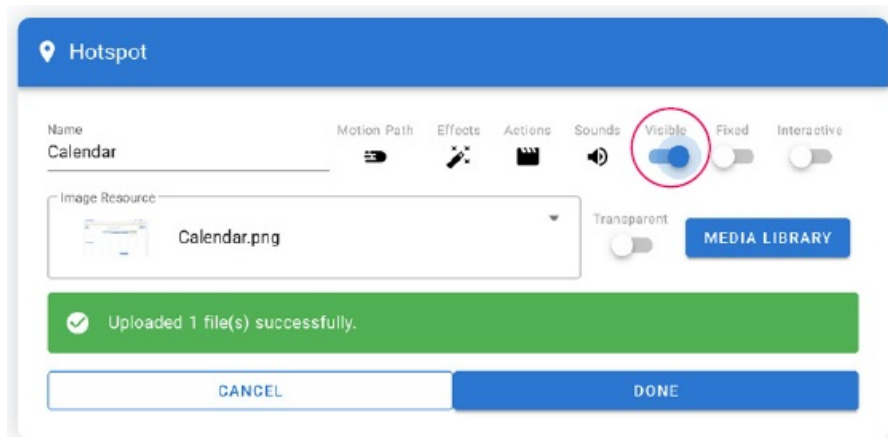 Hotspot
Name Motion Path Effects Actions Sounds Visible Fixed Interactive
Calendar
Image Resource
Calendar.png
Transparent
MEDIA LIBRARY
Uploaded 1 file(s) successfully.
CANCEL DONE